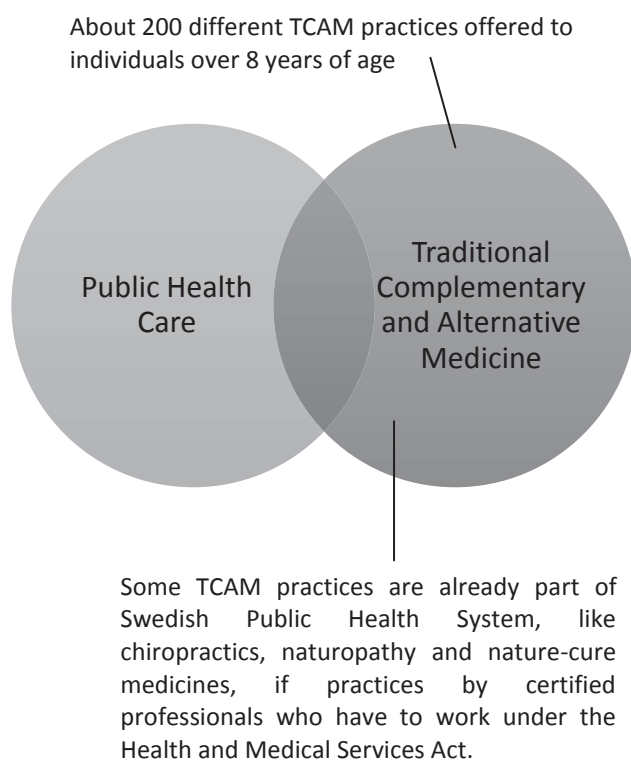 About 200 different TCAM practices offered to
individuals over 8 years of age
Public Health
Care
Traditional
Complementary
and Alternative
Medicine
Some TCAM practices are already part of
Swedish Public Health System, like
chiropractics, naturopathy and nature-cure
medicines, if practices by certified
professionals who have to work under the
Health and Medical Services Act.